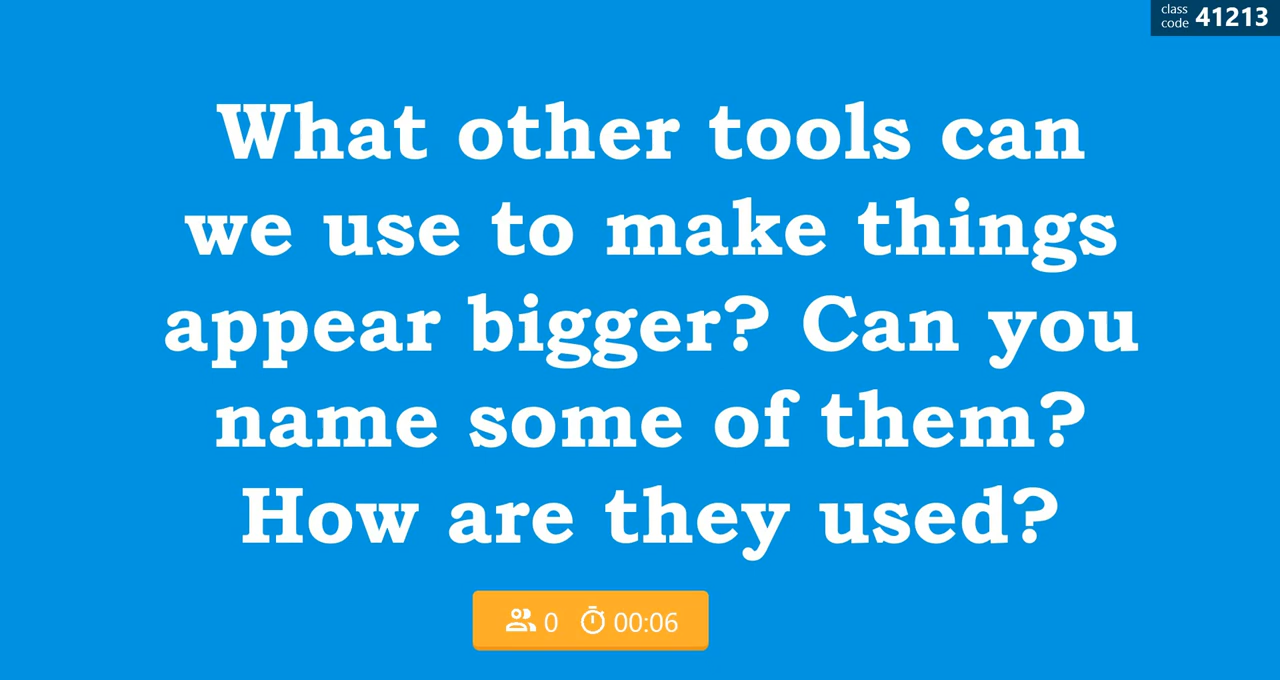 class
code 41213
What other tools can
we use to make things
appear bigger? Can you
name some of them?
How are they used?
0 00:06